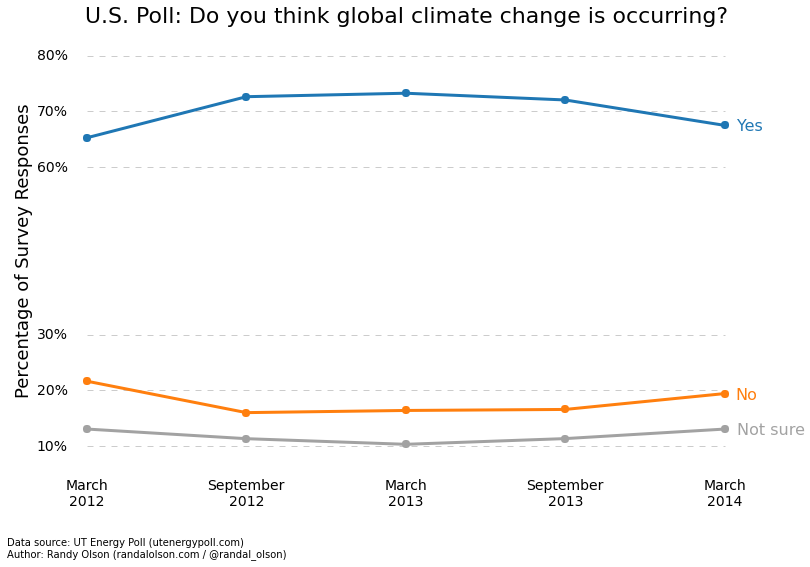 U.S. Poll: Do you think global climate change is occurring?
Percentage of Survey Responses
80%
70%
60%
30%
20%
10%
Yes
No
Not sure
March
2012
September
2012
March
2013
September
2013
March
2014
Data source: UT Energy Poll (utenergypoll.com)
Author: Randy Olson (randalolson.com / @randal_olson)